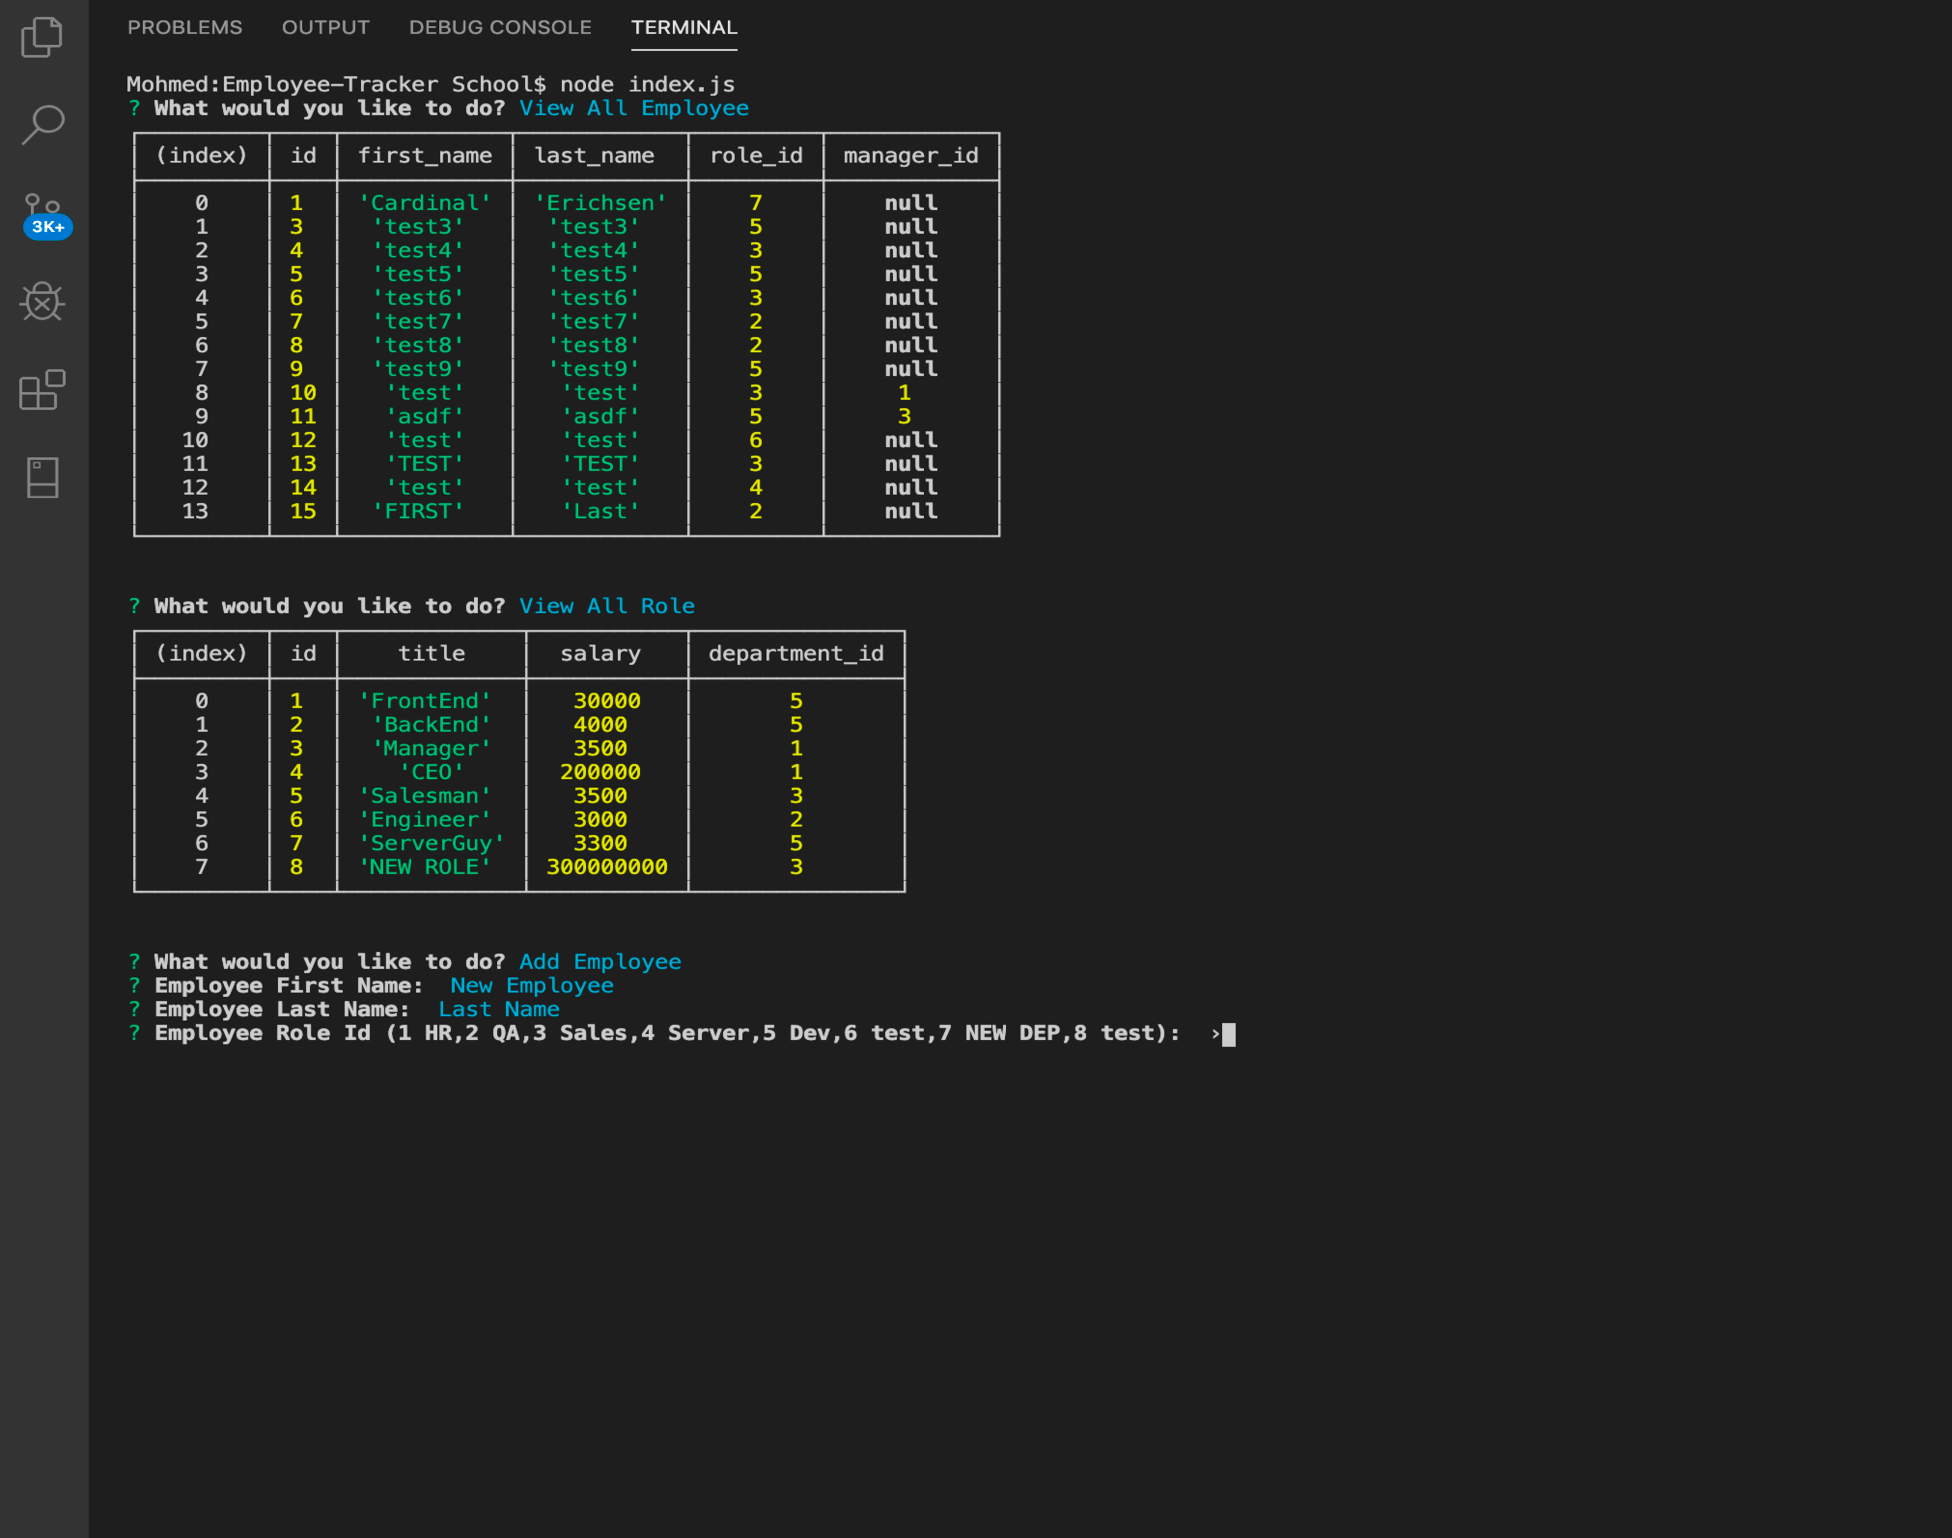 PROBLEMS OUTPUT DEBUG CONSOLE TERMINAL
Mohmed:Employee-Tracker School$ node index.js
? What would you like to do? View All Employee
(index) id first_name last_name role_id manager_id
0 1 'Cardinal' 'Erichsen' 7 null
1 3 'test3' 'test3' 5 null
2 4 'test4' 'test4' 3 null
3 5 'test5' 'test5' 5 null
4 6 'test6' 'test6' 3 null
5 7 'test7' 'test7' 2 null
6 8 'test8' 'test8' 2 null
7 9 'test9' 'test9' 5 null
8 10 'test' 'test' 3 1
9 11 'asdf' 'asdf' 5 3
10 12 'test' 'test' 6 null
11 13 'TEST' 'TEST' 3 null
12 14 'test' 'test' 4 null
13 15 'FIRST' 'Last' 2 null
? What would you like to do? View All Role
(index) id title salary department_id
0 1 'FrontEnd' 30000 5
1 2 'BackEnd' 4000 5
2 3 'Manager' 3500 1
3 4 'CEO' 200000 1
4 5 'Salesman' 3500 3
5 6 'Engineer' 3000 2
6 7 'ServerGuy' 3300 5
7 8 'NEW ROLE' 300000000 3
? What would you like to do? Add Employee
? Employee First Name: New Employee
? Employee Last Name: Last Name
? Employee Role Id (1 HR,2 QA,3 Sales,4 Server,5 Dev,6 test,7 NEW DEP,8 test): ›
3K+